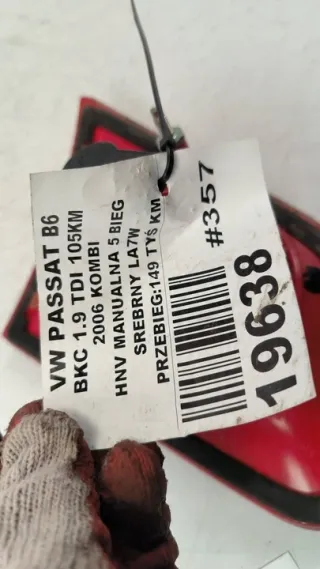 VW PASSAT B6
BKC 1.9 TDI 105KM
2006 KOMBI
HNV MANUALNA 5 BIEG
SREBRNY LA7W
PRZEBIEG:149 TYŚ KM
#357
19638